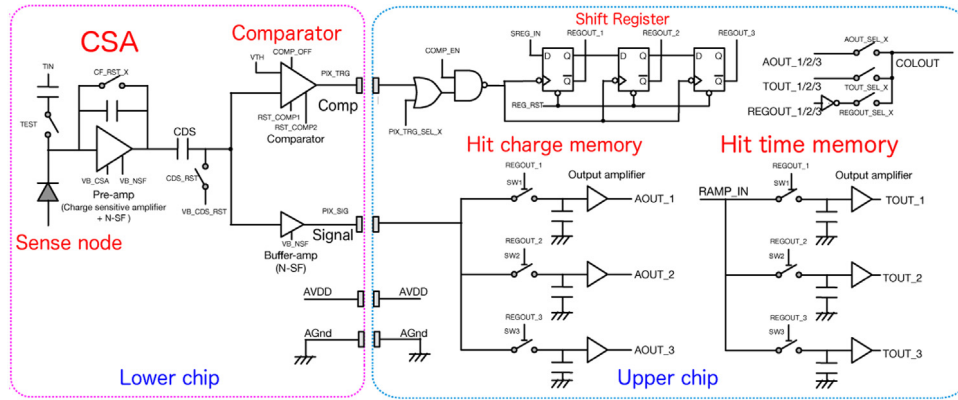 CSA
TIN
CF_RST_X
TEST
VB_CSA
VB_NSF
Pre-amp
(Charge sensitive amplifier
+ N-SF)
Sense node
CDS
CDS_RST
VB_CDS_RST
Comparator
COMP_OFF
VTH
PIX_TRG
Comp
RST_COMP1
RST_COMP2
Comparator
PIX_SIG
Signal
VB_NSF
Buffer-amp
(N-SF)
AVDD
AVDD
AGnd
AGnd
Lower chip
Shift Register
SREG_IN
REGOUT_1
REGOUT_2
REGOUT_3
COMP_EN
D Q
Q
D Q
Q
D Q
Q
REG_RST
PIX_TRG_SEL_X
AOUT_SEL_X
AOUT_1/2/3
COLOUT
TOUT_1/2/3
TOUT_SEL_X
REGOUT_1/2/3
REGOUT_SEL_X
Hit charge memory
REGOUT_1
SW1
Output amplifier
AOUT_1
REGOUT_2
SW2
AOUT_2
REGOUT_3
SW3
AOUT_3
Hit time memory
RAMP_IN
REGOUT_1
SW1
Output amplifier
TOUT_1
REGOUT_2
SW2
TOUT_2
REGOUT_3
SW3
TOUT_3
Upper chip